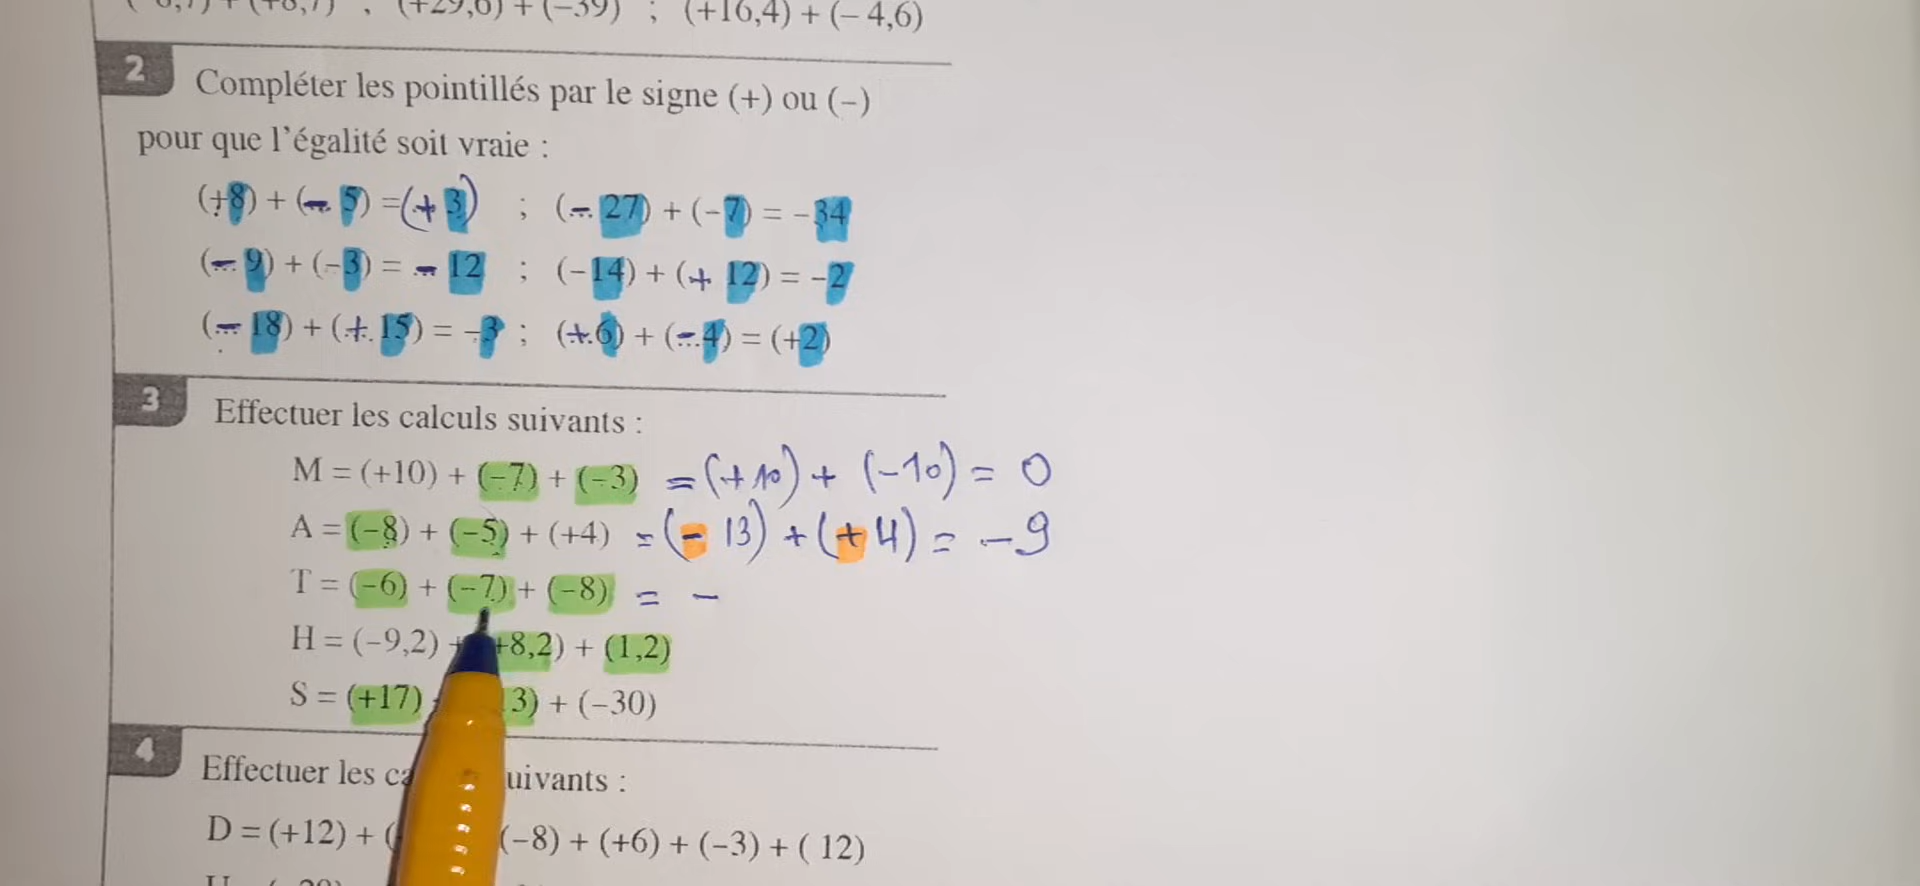 (+29,6) + (−39) ; (+16,4) + (− 4,6)
2 Compléter les pointillés par le signe (+) ou (−)
pour que l'égalité soit vraie :
(+8) + (− 5) =(+ 3) ; (− 27) + (−7) = −34
(− 9) + (−3) = − 12 ; (−14) + (+ 12) = −2
(− 18) + (+ 15) = −3 ; (+ 6) + (− 4) = (+2)
3 Effectuer les calculs suivants :
M = (+10) + (−7) + (−3) = (+10) + (−10) = 0
A = (−8) + (−5) + (+4) = (− 13) + (+ 4) = −9
T = (−6) + (−7) + (−8) = −
H = (−9,2) +8,2) + (1,2)
S = (+17) 3) + (−30)
4 Effectuer les uivants :
D = (+12) + ( (−8) + (+6) + (−3) + ( 12)